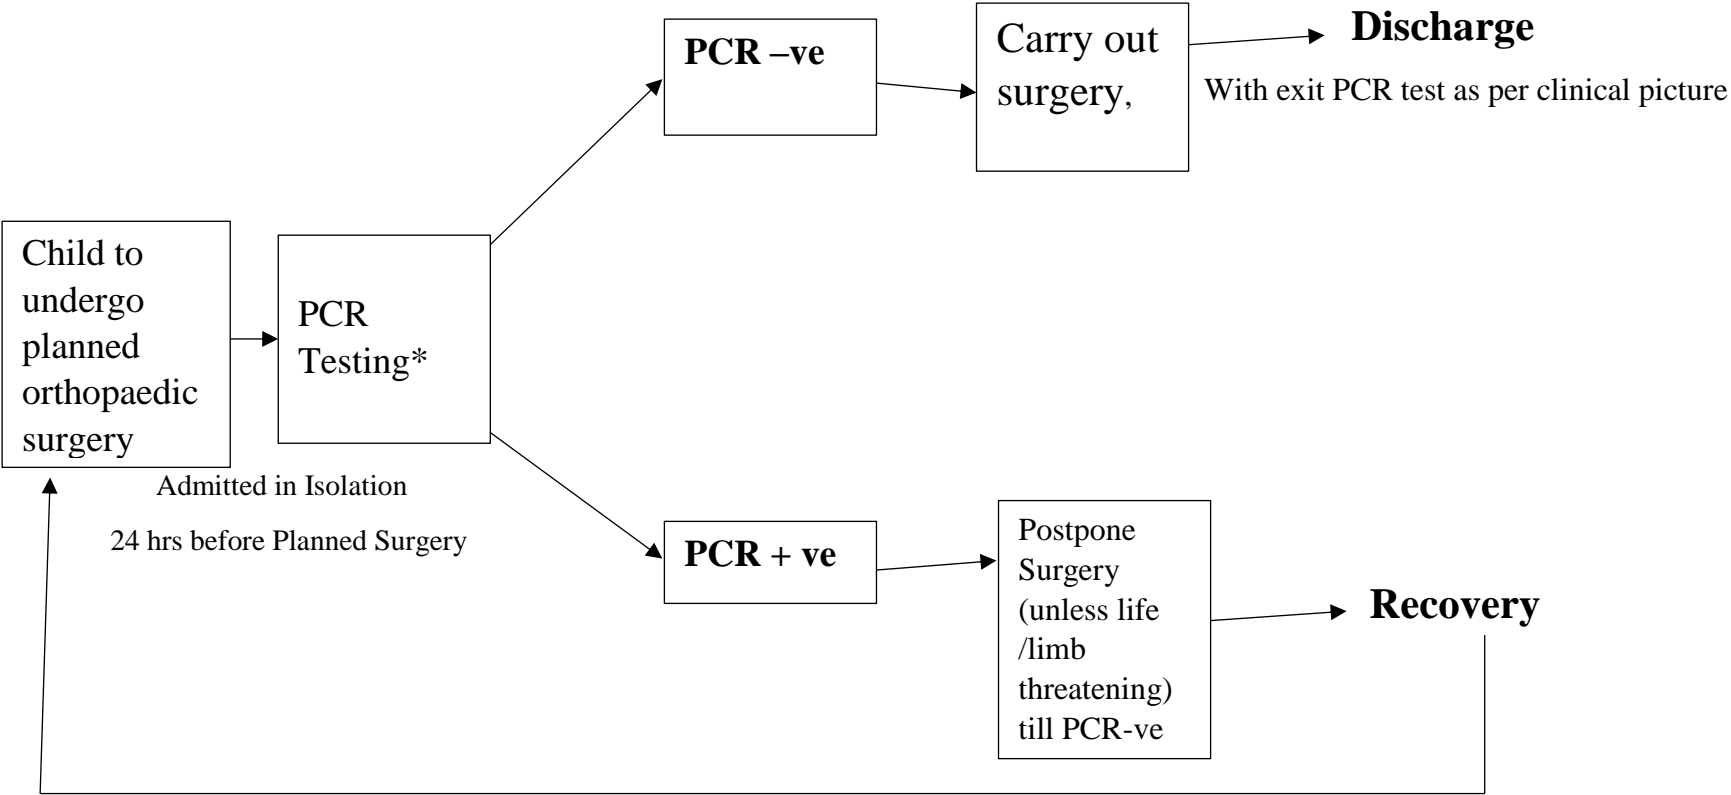 Child to
undergo
planned
orthopaedic
surgery
PCR
Testing*
Admitted in Isolation
24 hrs before Planned Surgery
PCR –ve
Carry out
surgery,
Discharge
With exit PCR test as per clinical picture
PCR + ve
Postpone
Surgery
(unless life
/limb
threatening)
till PCR-ve
Recovery